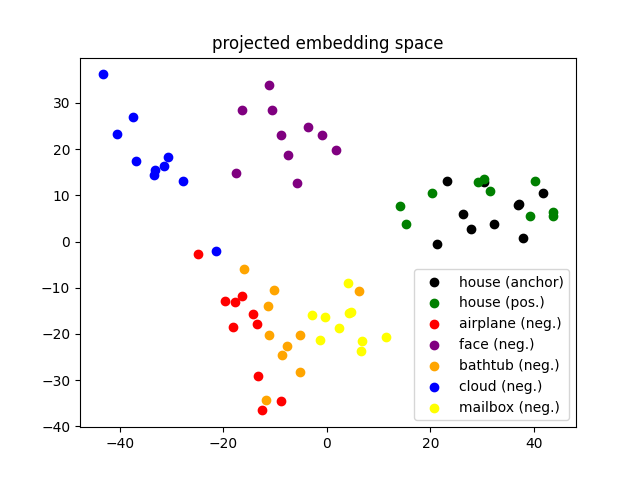 projected embedding space
30
20
10
0
−10
−20
−30
−40
house (anchor)
house (pos.)
airplane (neg.)
face (neg.)
bathtub (neg.)
cloud (neg.)
mailbox (neg.)
−40 −20 0 20 40